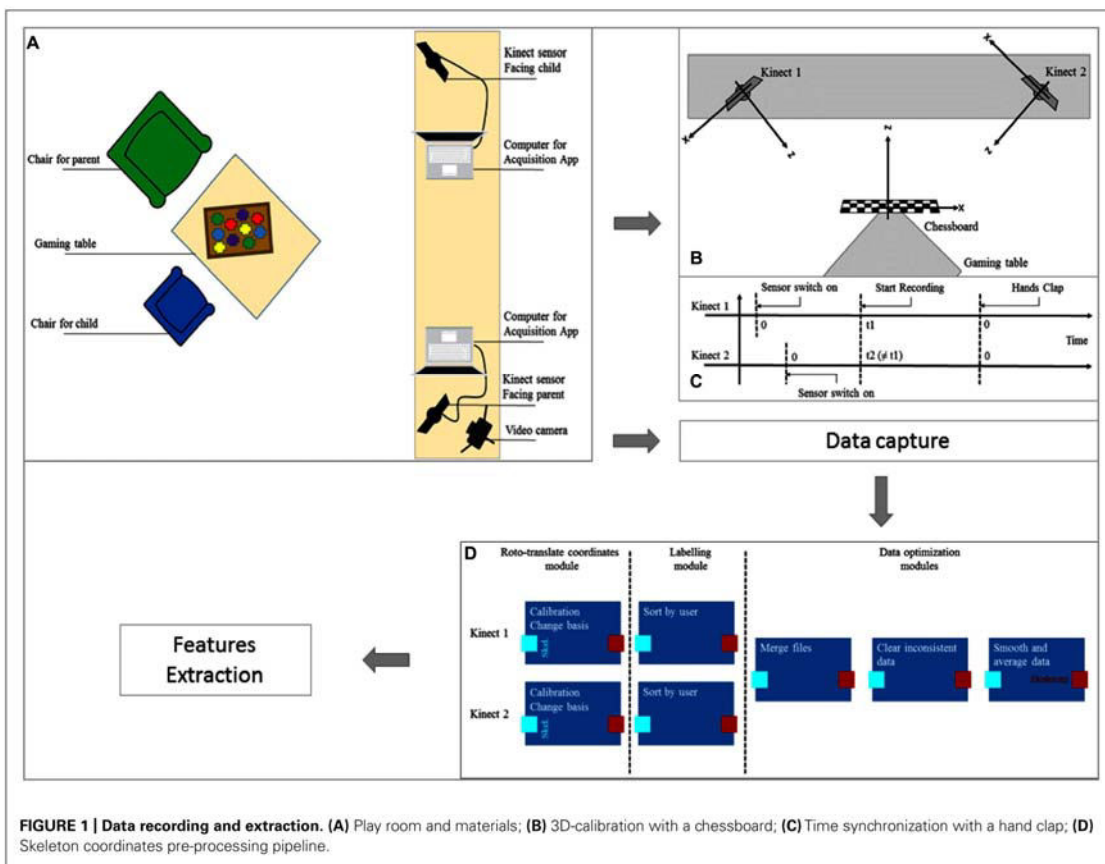 A
Kinect sensor
Facing child
Chair for parent
Computer for
Acquisition App
Gaming table
Chair for child
Computer for
Acquisition App
Kinect sensor
Facing parent
Video camera
Kinect 1
Kinect 2
X
Z
X
Z
Z
X
Chessboard
Gaming table
B
Sensor switch on
Start Recording
Hands Clap
Kinect 1
0
t1
0
Time
Kinect 2
0
t2 (≠ t1)
0
C
Sensor switch on
Data capture
D
Roto-translate coordinates
module
Labelling
module
Data optimization
modules
Kinect 1
Calibration
Change basis
Skel.
Sort by user
Merge files
Clear inconsistent
data
Smooth and
average data
Kinect 2
Calibration
Change basis
Skel.
Sort by user
Features
Extraction
FIGURE 1 | Data recording and extraction. (A) Play room and materials; (B) 3D-calibration with a chessboard; (C) Time synchronization with a hand clap; (D)
Skeleton coordinates pre-processing pipeline.